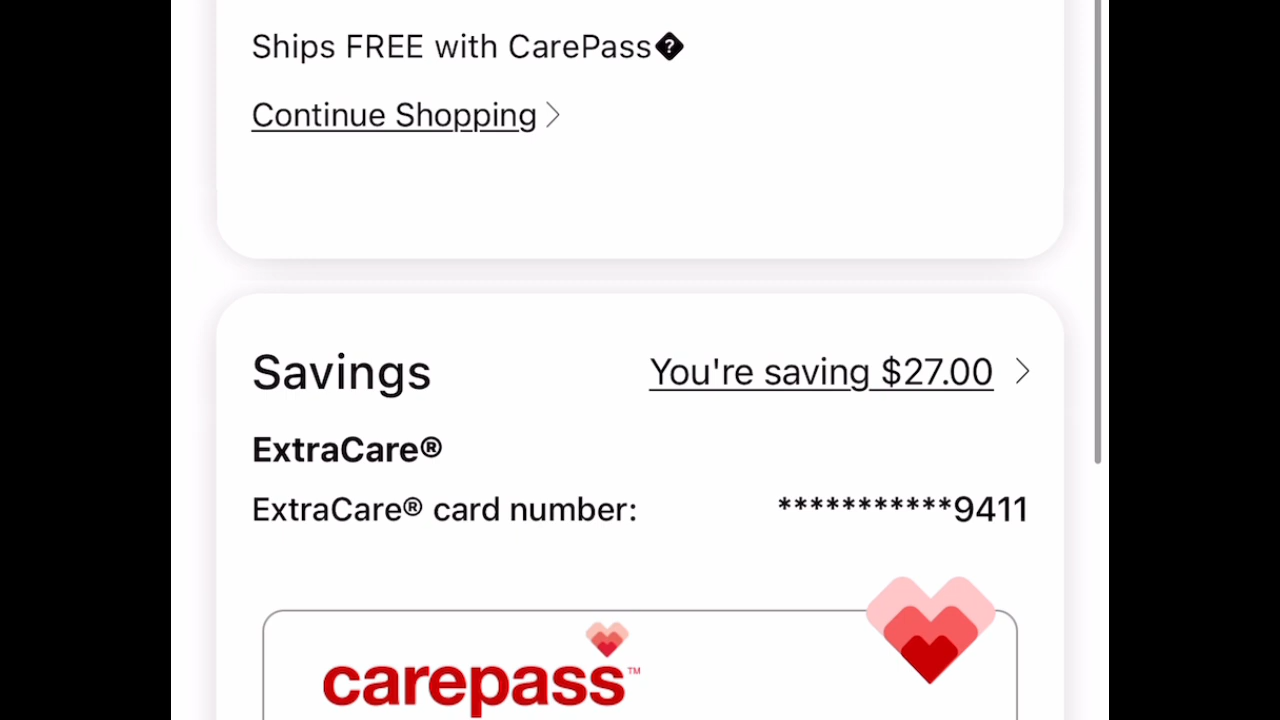 Ships FREE with CarePass�
Continue Shopping
Savings
You're saving $27.00
ExtraCare®
ExtraCare® card number: ***********9411
carepass™